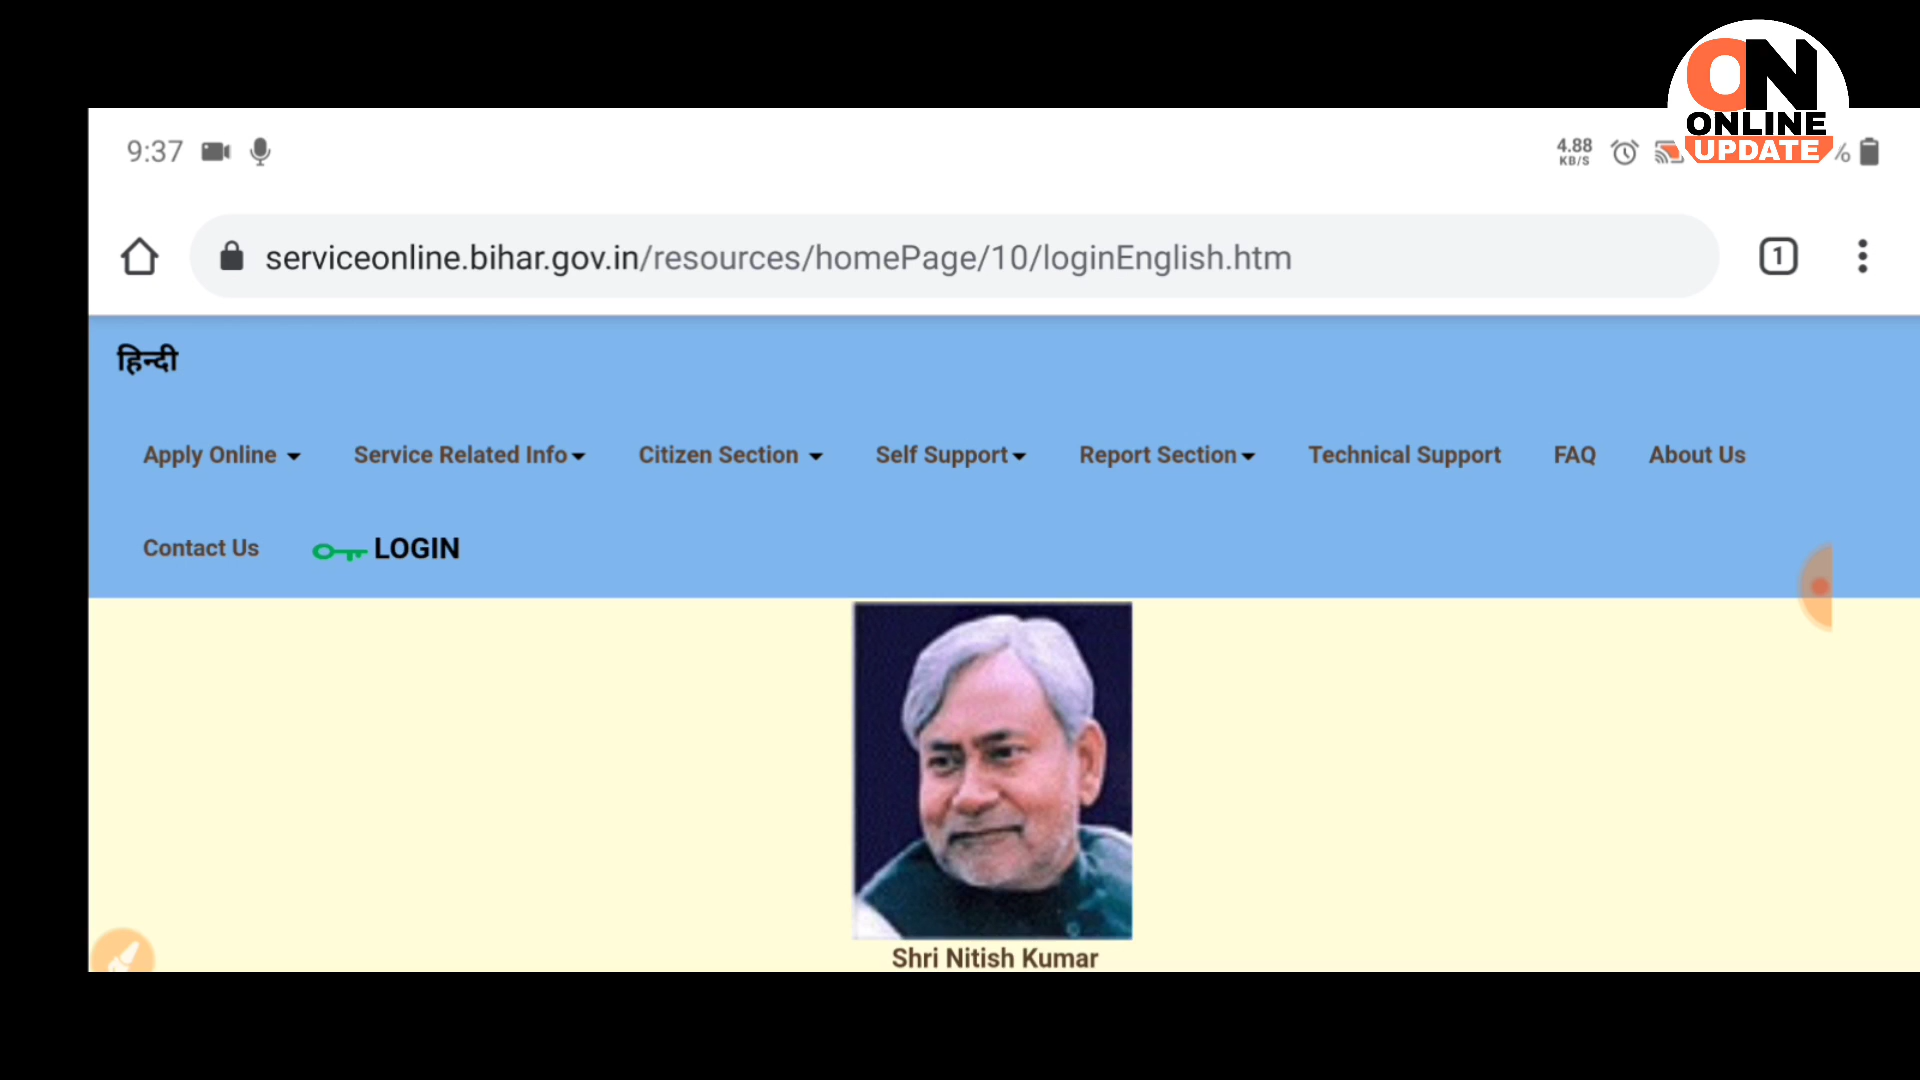 ON
ONLINE
UPDATE
9:37
4.88
KB/S
%
serviceonline.bihar.gov.in/resources/homePage/10/loginEnglish.htm
1
हिन्दी
Apply Online Service Related Info Citizen Section Self Support Report Section Technical Support FAQ About Us
Contact Us LOGIN
Shri Nitish Kumar